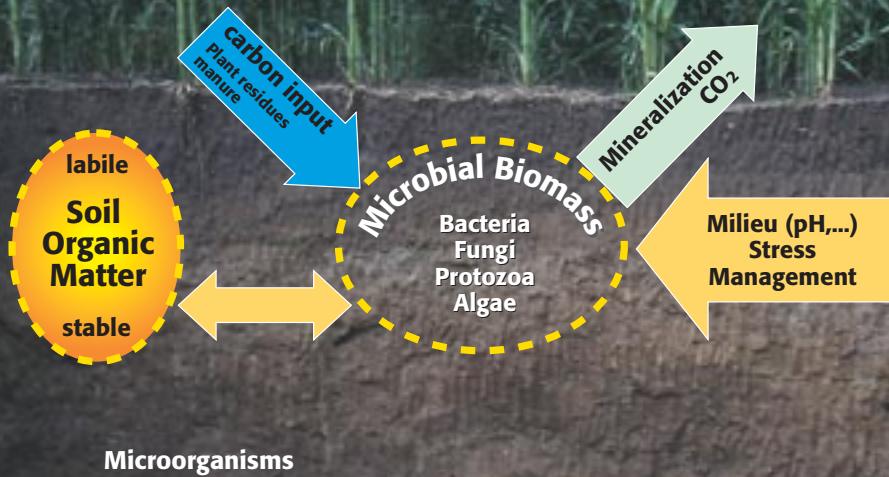 carbon input
Plant residues
manure
Mineralization
CO₂
labile
Soil
Organic
Matter
stable
Microbial Biomass
Bacteria
Fungi
Protozoa
Algae
Milieu (pH,...)
Stress
Management
Microorganisms